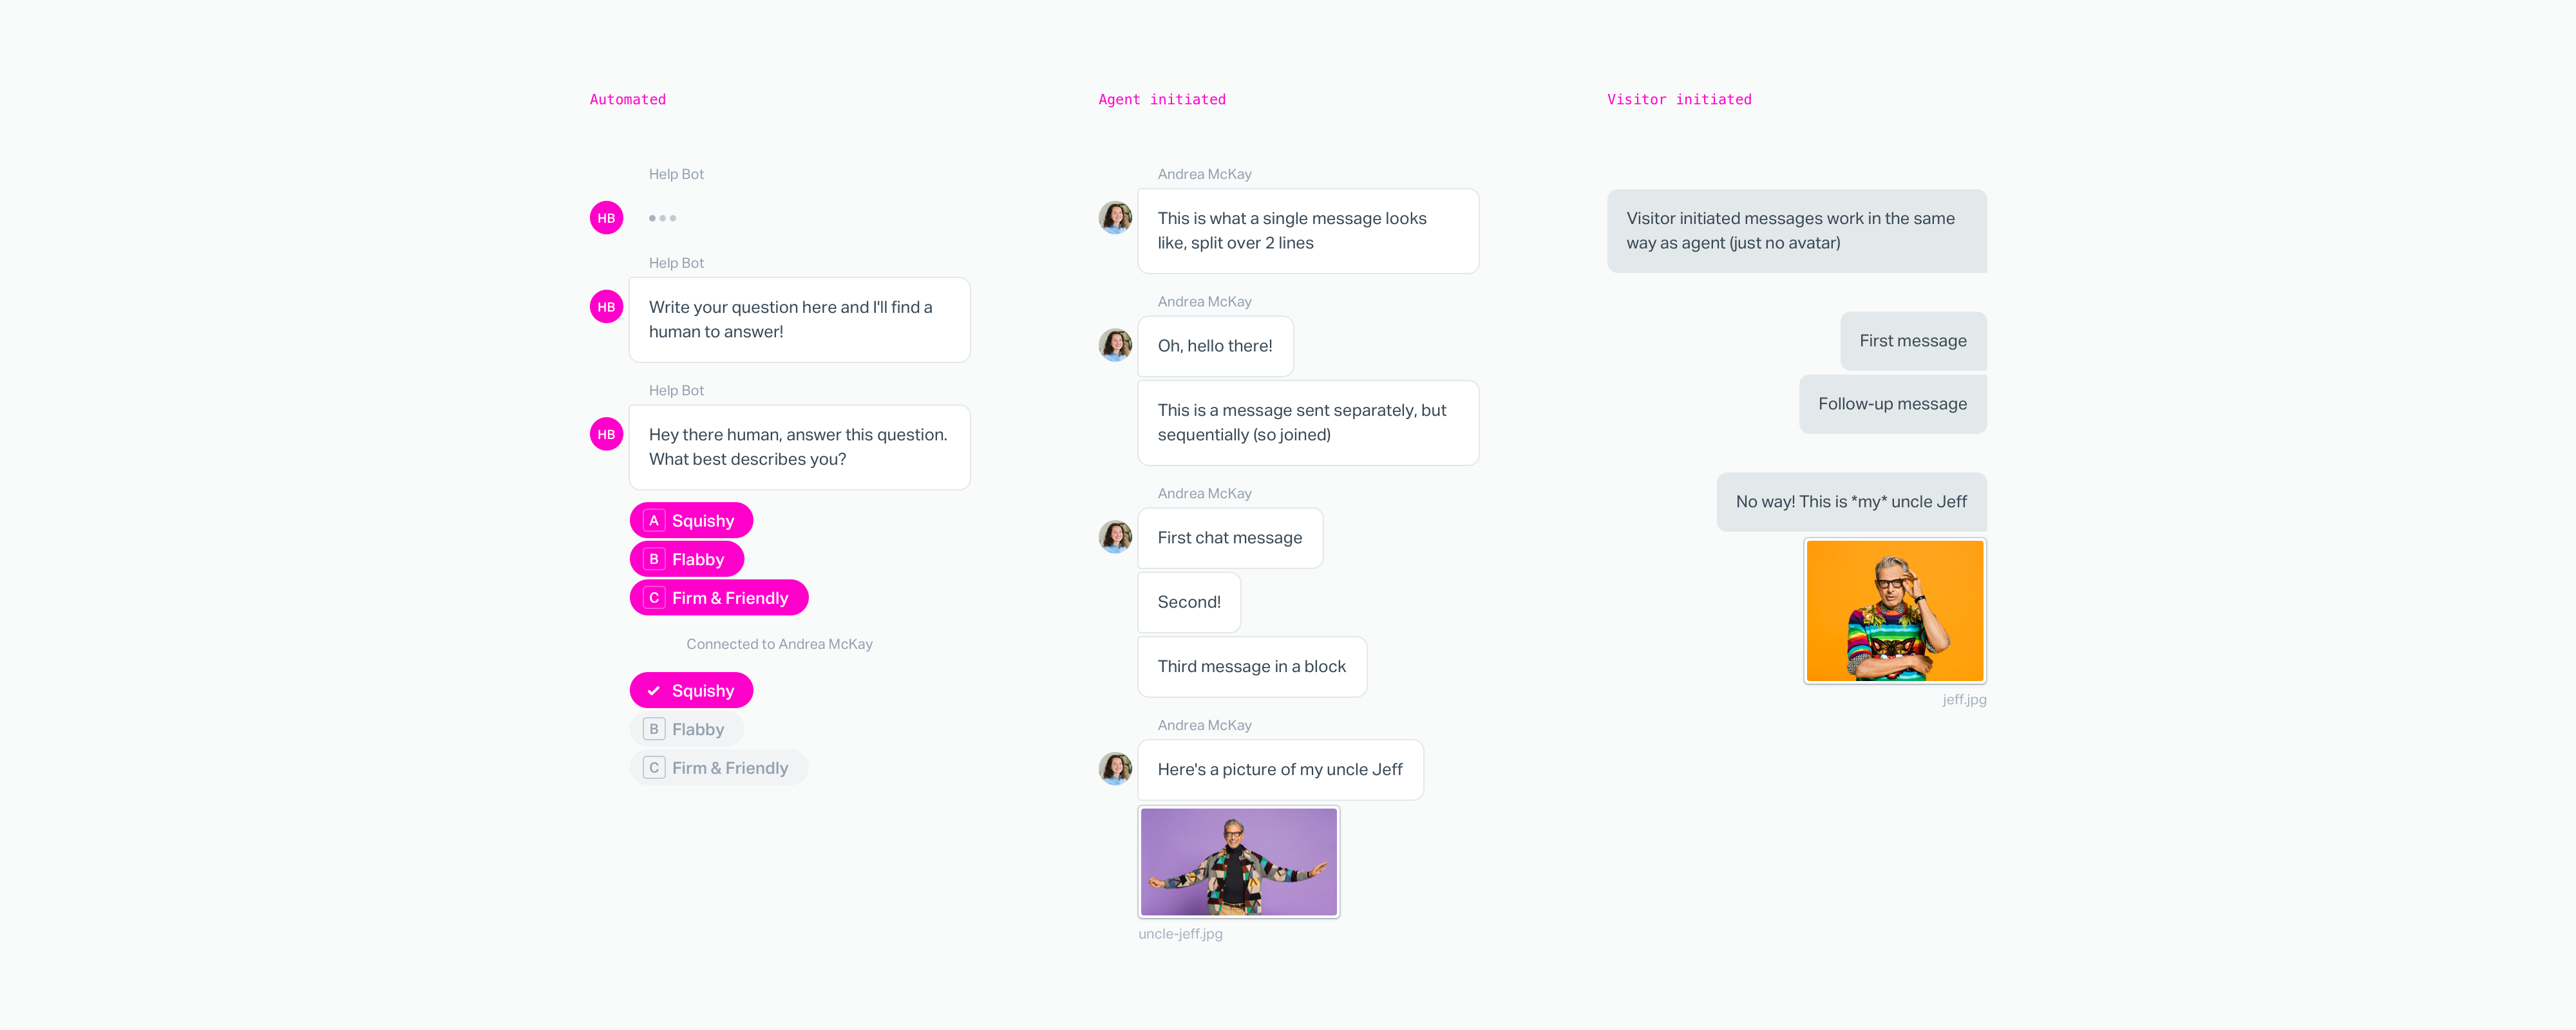 Automated
Help Bot
HB
Help Bot
HB
Write your question here and I'll find a
human to answer!
Help Bot
HB
Hey there human, answer this question.
What best describes you?
A Squishy
B Flabby
C Firm & Friendly
Connected to Andrea McKay
Squishy
B Flabby
C Firm & Friendly
Agent initiated
Andrea McKay
This is what a single message looks
like, split over 2 lines
Andrea McKay
Oh, hello there!
This is a message sent separately, but
sequentially (so joined)
Andrea McKay
First chat message
Second!
Third message in a block
Andrea McKay
Here's a picture of my uncle Jeff
uncle-jeff.jpg
Visitor initiated
Visitor initiated messages work in the same
way as agent (just no avatar)
First message
Follow-up message
No way! This is *my* uncle Jeff
jeff.jpg